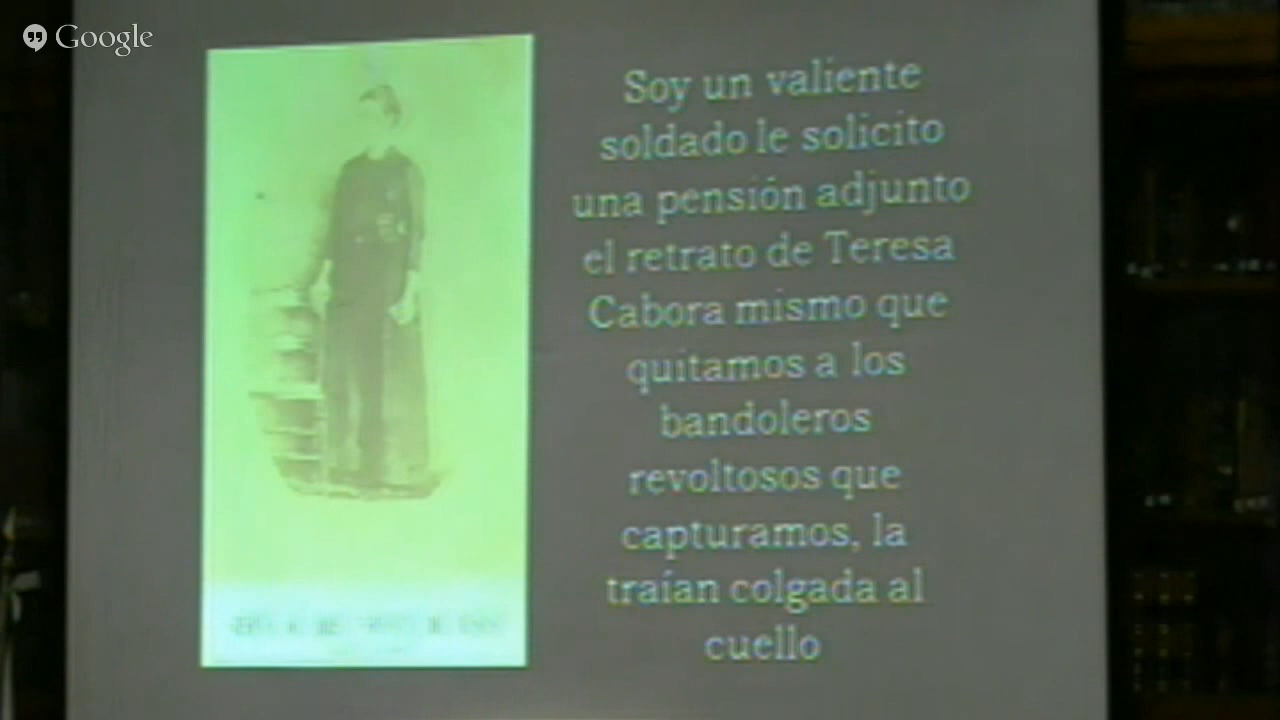 Google
Soy un valiente
soldado le solicito
una pensión adjunto
el retrato de Teresa
Cabora mismo que
quitamos a los
bandoleros
revoltosos que
capturamos, la
traían colgada al
cuello